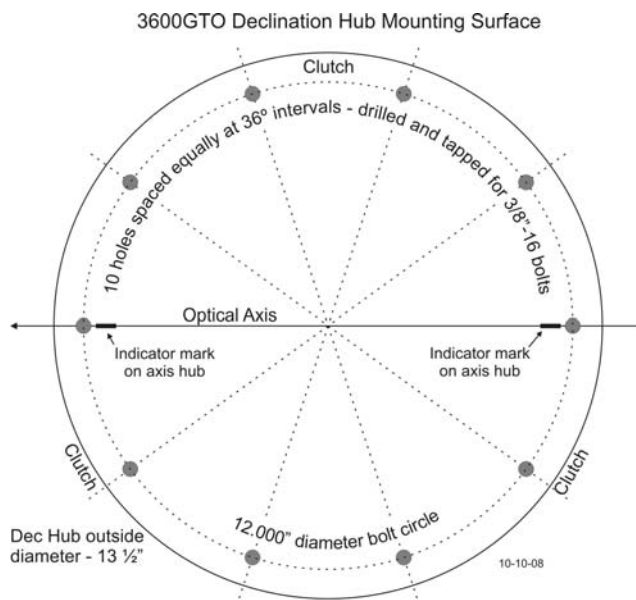 3600GTO Declination Hub Mounting Surface
Clutch
10 holes spaced equally at 36º intervals - drilled and tapped for 3/8"-16 bolts
Optical Axis
Indicator mark
on axis hub
Indicator mark
on axis hub
Clutch
Clutch
12.000" diameter bolt circle
Dec Hub outside
diameter - 13 ½"
10-10-08